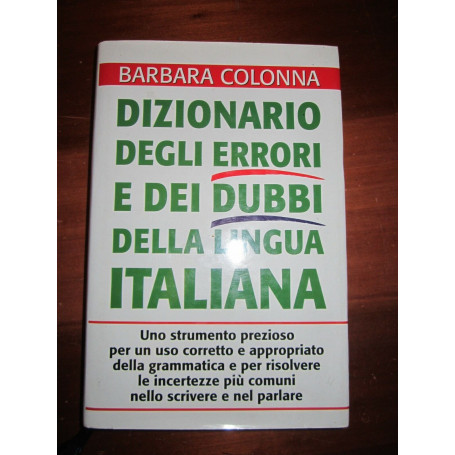 BARBARA COLONNA
DIZIONARIO
DEGLI ERRORI
E DEI DUBBI
DELLA LINGUA
ITALIANA
Uno strumento prezioso
per un uso corretto e appropriato
della grammatica e per risolvere
le incertezze più comuni
nello scrivere e nel parlare